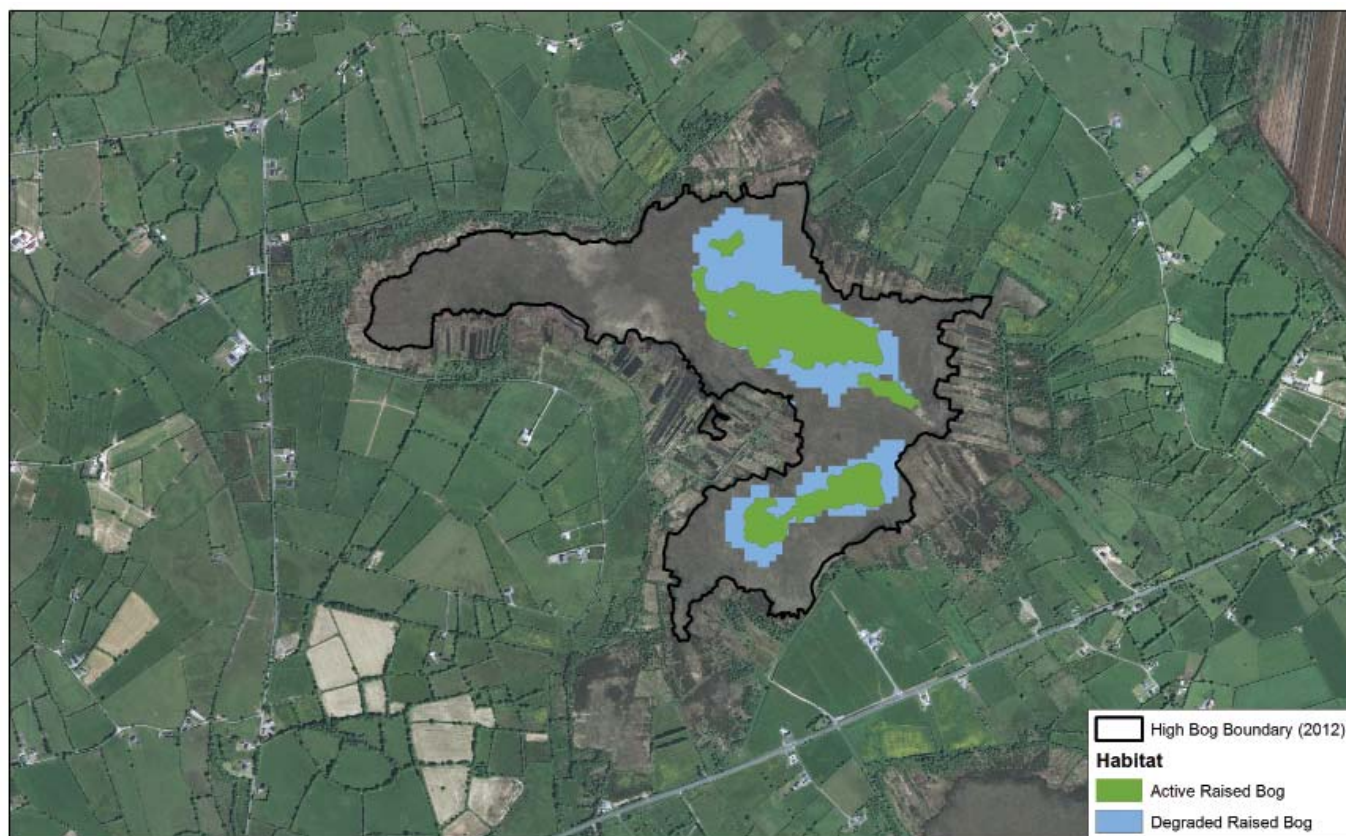 High Bog Boundary (2012)
Habitat
Active Raised Bog
Degraded Raised Bog